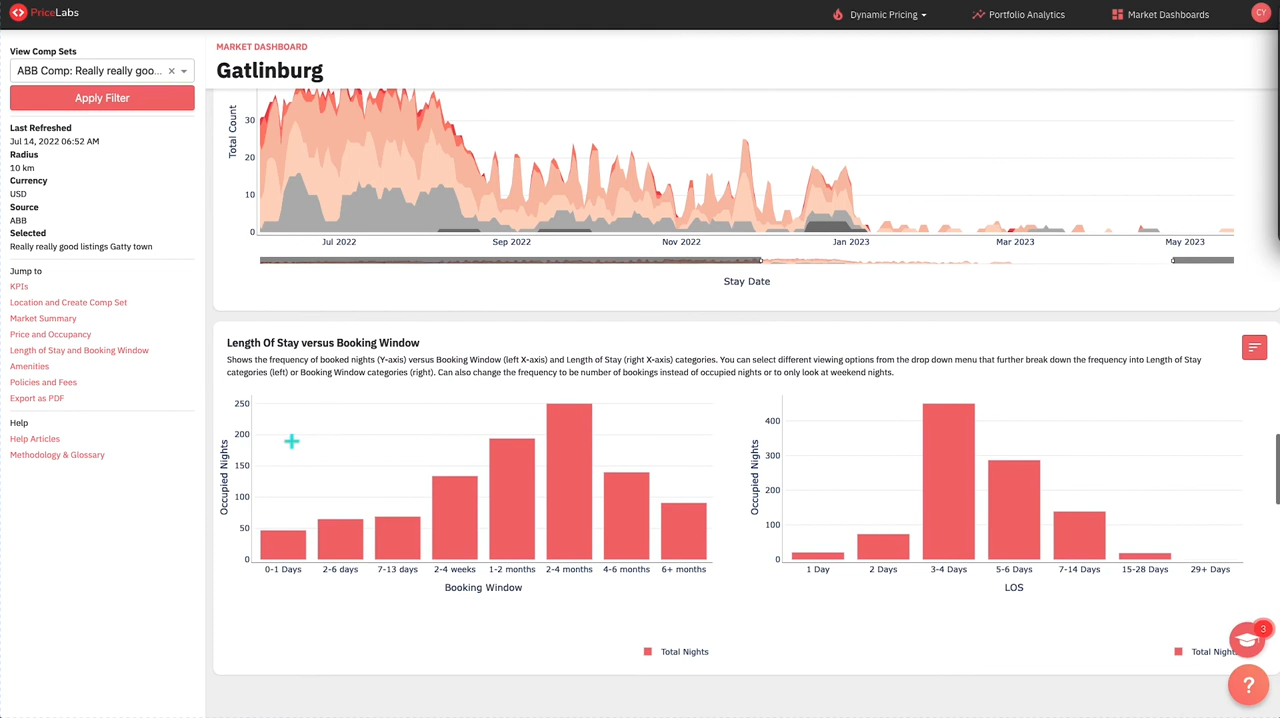 PriceLabs
Dynamic Pricing
Portfolio Analytics
Market Dashboards
CY
View Comp Sets
ABB Comp: Really really goo...
Apply Filter
Last Refreshed
Jul 14, 2022 06:52 AM
Radius
10 km
Currency
USD
Source
ABB
Selected
Really really good listings Gatty town
Jump to
KPIs
Location and Create Comp Set
Market Summary
Price and Occupancy
Length of Stay and Booking Window
Amenities
Policies and Fees
Export as PDF
Help
Help Articles
Methodology & Glossary
MARKET DASHBOARD
Gatlinburg
Total Count
30
20
10
0
Jul 2022
Sep 2022
Nov 2022
Jan 2023
Mar 2023
May 2023
Stay Date
Length Of Stay versus Booking Window
Shows the frequency of booked nights (Y-axis) versus Booking Window (left X-axis) and Length of Stay (right X-axis) categories. You can select different viewing options from the drop down menu that further break down the frequency into Length of Stay
categories (left) or Booking Window categories (right). Can also change the frequency to be number of bookings instead of occupied nights or to only look at weekend nights.
Occupied Nights
250
200
150
100
50
0
0-1 Days
2-6 days
7-13 days
2-4 weeks
1-2 months
2-4 months
4-6 months
6+ months
Booking Window
Total Nights
Occupied Nights
400
300
200
100
0
1 Day
2 Days
3-4 Days
5-6 Days
7-14 Days
15-28 Days
29+ Days
LOS
Total Nigh
3
?